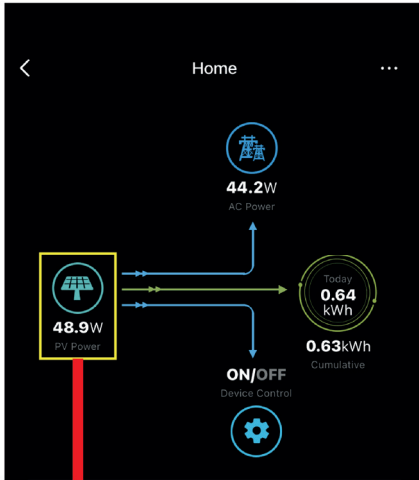 Home
44.2W
AC Power
48.9W
PV Power
Today
0.64
kWh
0.63kWh
Cumulative
ON/OFF
Device Control